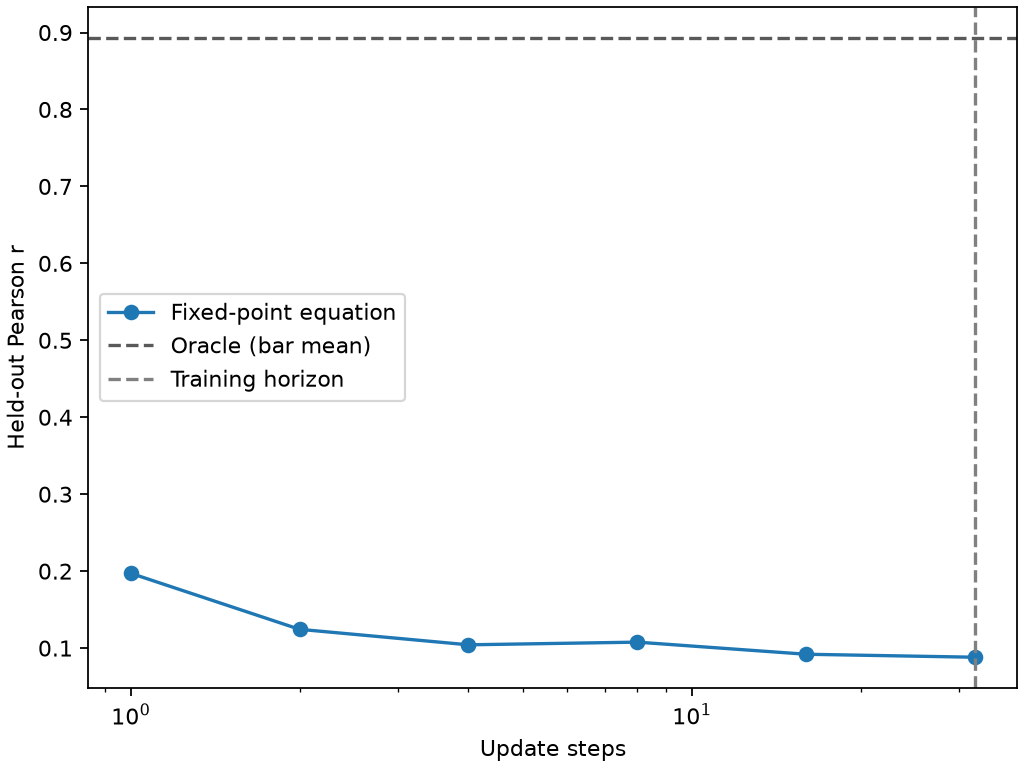 0.9
0.8
0.7
0.6
0.5
0.4
0.3
0.2
0.1
Held-out Pearson r
Fixed-point equation
Oracle (bar mean)
Training horizon
10⁰
10¹
Update steps